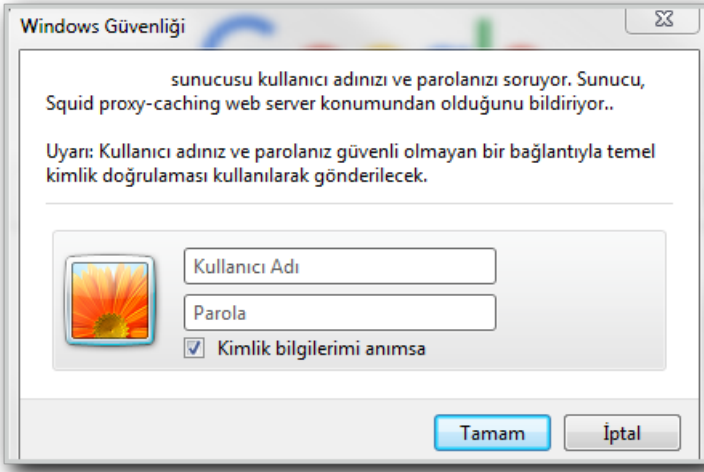 Windows Güvenliği
sunucusu kullanıcı adınızı ve parolanızı soruyor. Sunucu,
Squid proxy-caching web server konumundan olduğunu bildiriyor..
Uyarı: Kullanıcı adınız ve parolanız güvenli olmayan bir bağlantıyla temel
kimlik doğrulaması kullanılarak gönderilecek.
Kullanıcı Adı
Parola
Kimlik bilgilerimi anımsa
Tamam
İptal